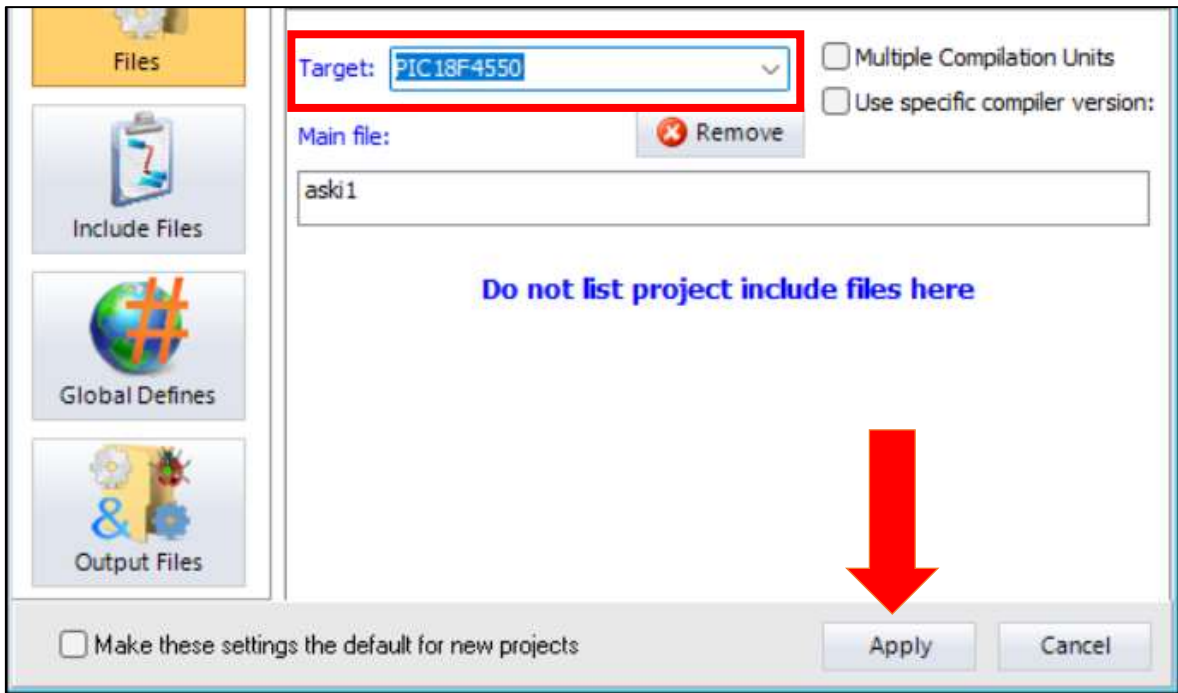 Files
Include Files
Global Defines
Output Files
Target: PIC18F4550
Multiple Compilation Units
Use specific compiler version:
Main file:
Remove
aski1
Do not list project include files here
Make these settings the default for new projects
Apply
Cancel